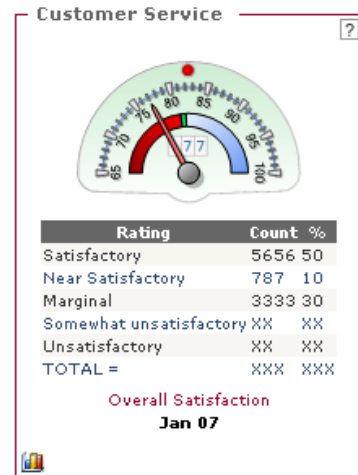 Customer Service
?
65 70 75 80 85 90 95 100
77
Rating Count %
Satisfactory 5656 50
Near Satisfactory 787 10
Marginal 3333 30
Somewhat unsatisfactory XX XX
Unsatisfactory XX XX
TOTAL = XXX XXX
Overall Satisfaction
Jan 07